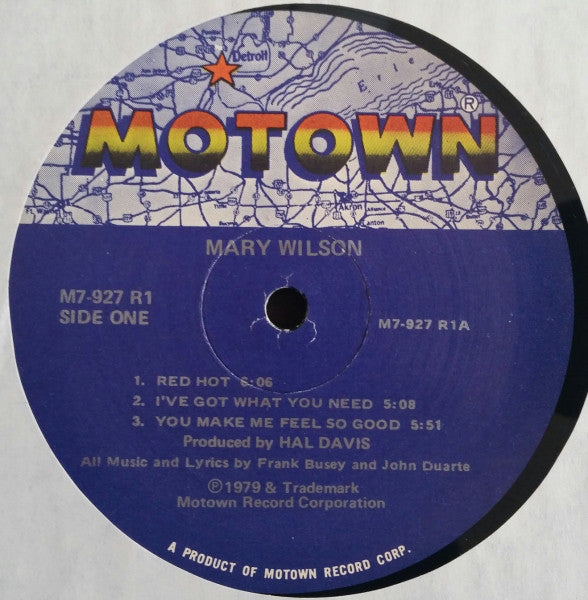 Detroit
Erie
MOTOWN®
Akron
Canton
MARY WILSON
M7-927 R1
SIDE ONE
M7-927 R1A
1. RED HOT 6:06
2. I'VE GOT WHAT YOU NEED 5:08
3. YOU MAKE ME FEEL SO GOOD 5:51
Produced by HAL DAVIS
All Music and Lyrics by Frank Busey and John Duarte
Ⓟ1979 & Trademark
Motown Record Corporation
A PRODUCT OF MOTOWN RECORD CORP.